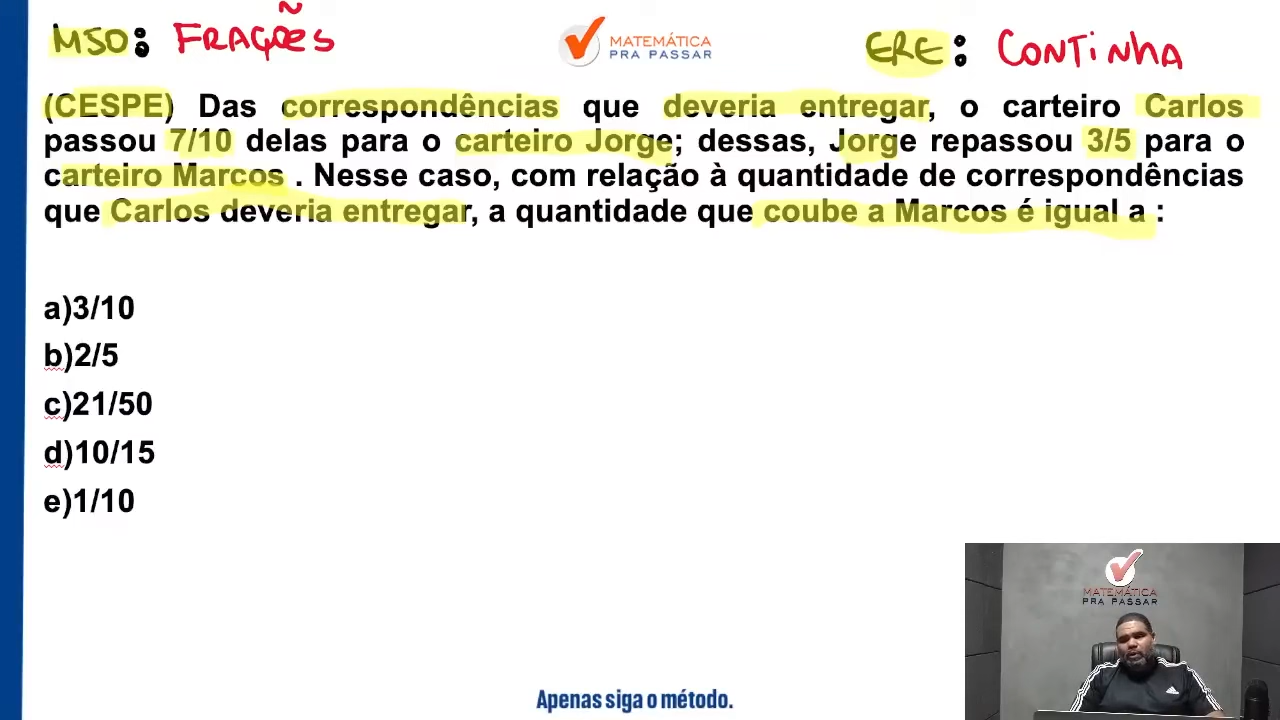 MSO: FRAÇÕES
MATEMÁTICA
PRA PASSAR
ERE: CONTINHA
(CESPE) Das correspondências que deveria entregar, o carteiro Carlos
passou 7/10 delas para o carteiro Jorge; dessas, Jorge repassou 3/5 para o
carteiro Marcos . Nesse caso, com relação à quantidade de correspondências
que Carlos deveria entregar, a quantidade que coube a Marcos é igual a :
a)3/10
b)2/5
c)21/50
d)10/15
e)1/10
MATEMÁTICA
PRA PASSAR
adidas
Apenas siga o método.